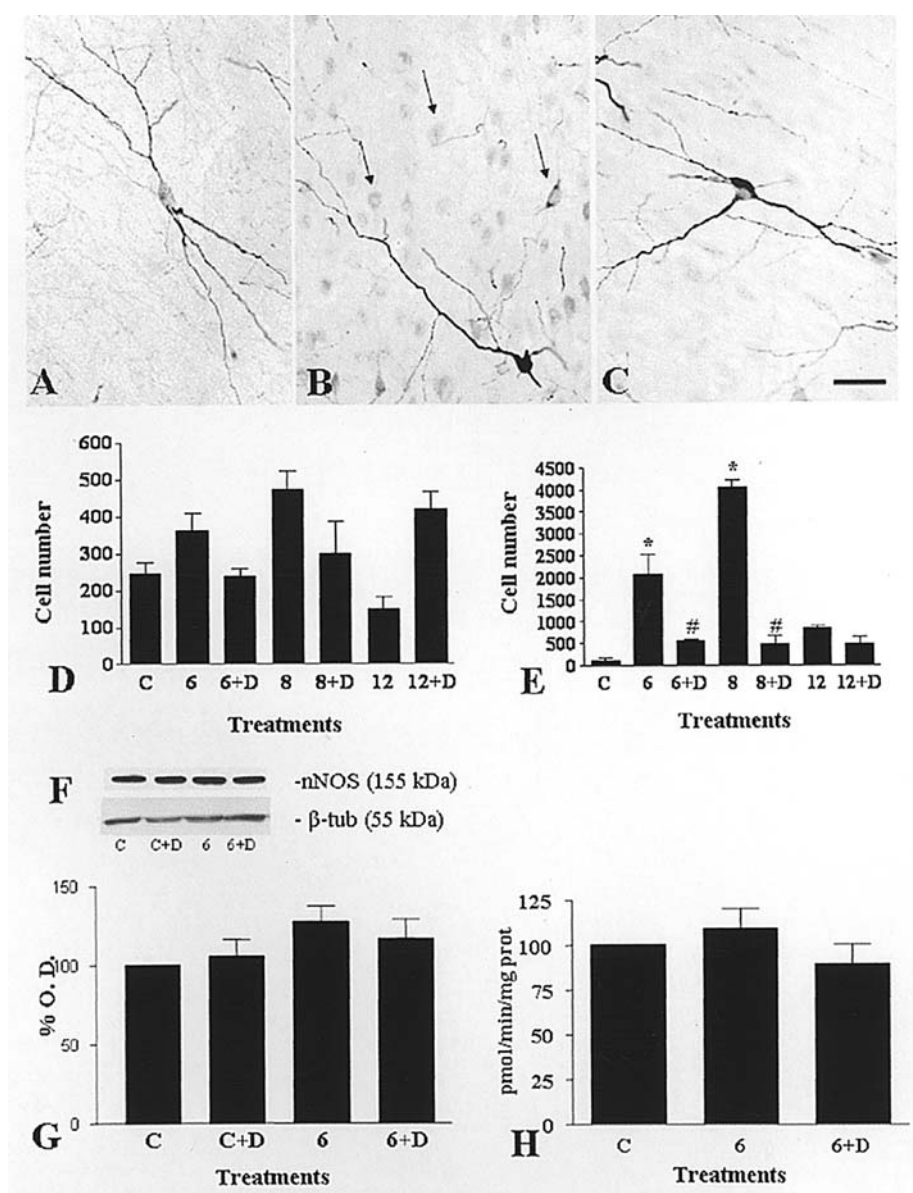 A
B
C
600
500
400
300
200
100
0
Cell number
C 6 6+D 8 8+D 12 12+D
D
Treatments
4500
4000
3500
3000
2500
2000
1500
1000
500
0
Cell number
* # * #
C 6 6+D 8 8+D 12 12+D
E
Treatments
F
-nNOS (155 kDa)
- β-tub (55 kDa)
C C+D 6 6+D
150
100
50
0
% O. D.
G
C C+D 6 6+D
Treatments
125
100
75
50
25
0
pmol/min/mg prot
H
C 6 6+D
Treatments